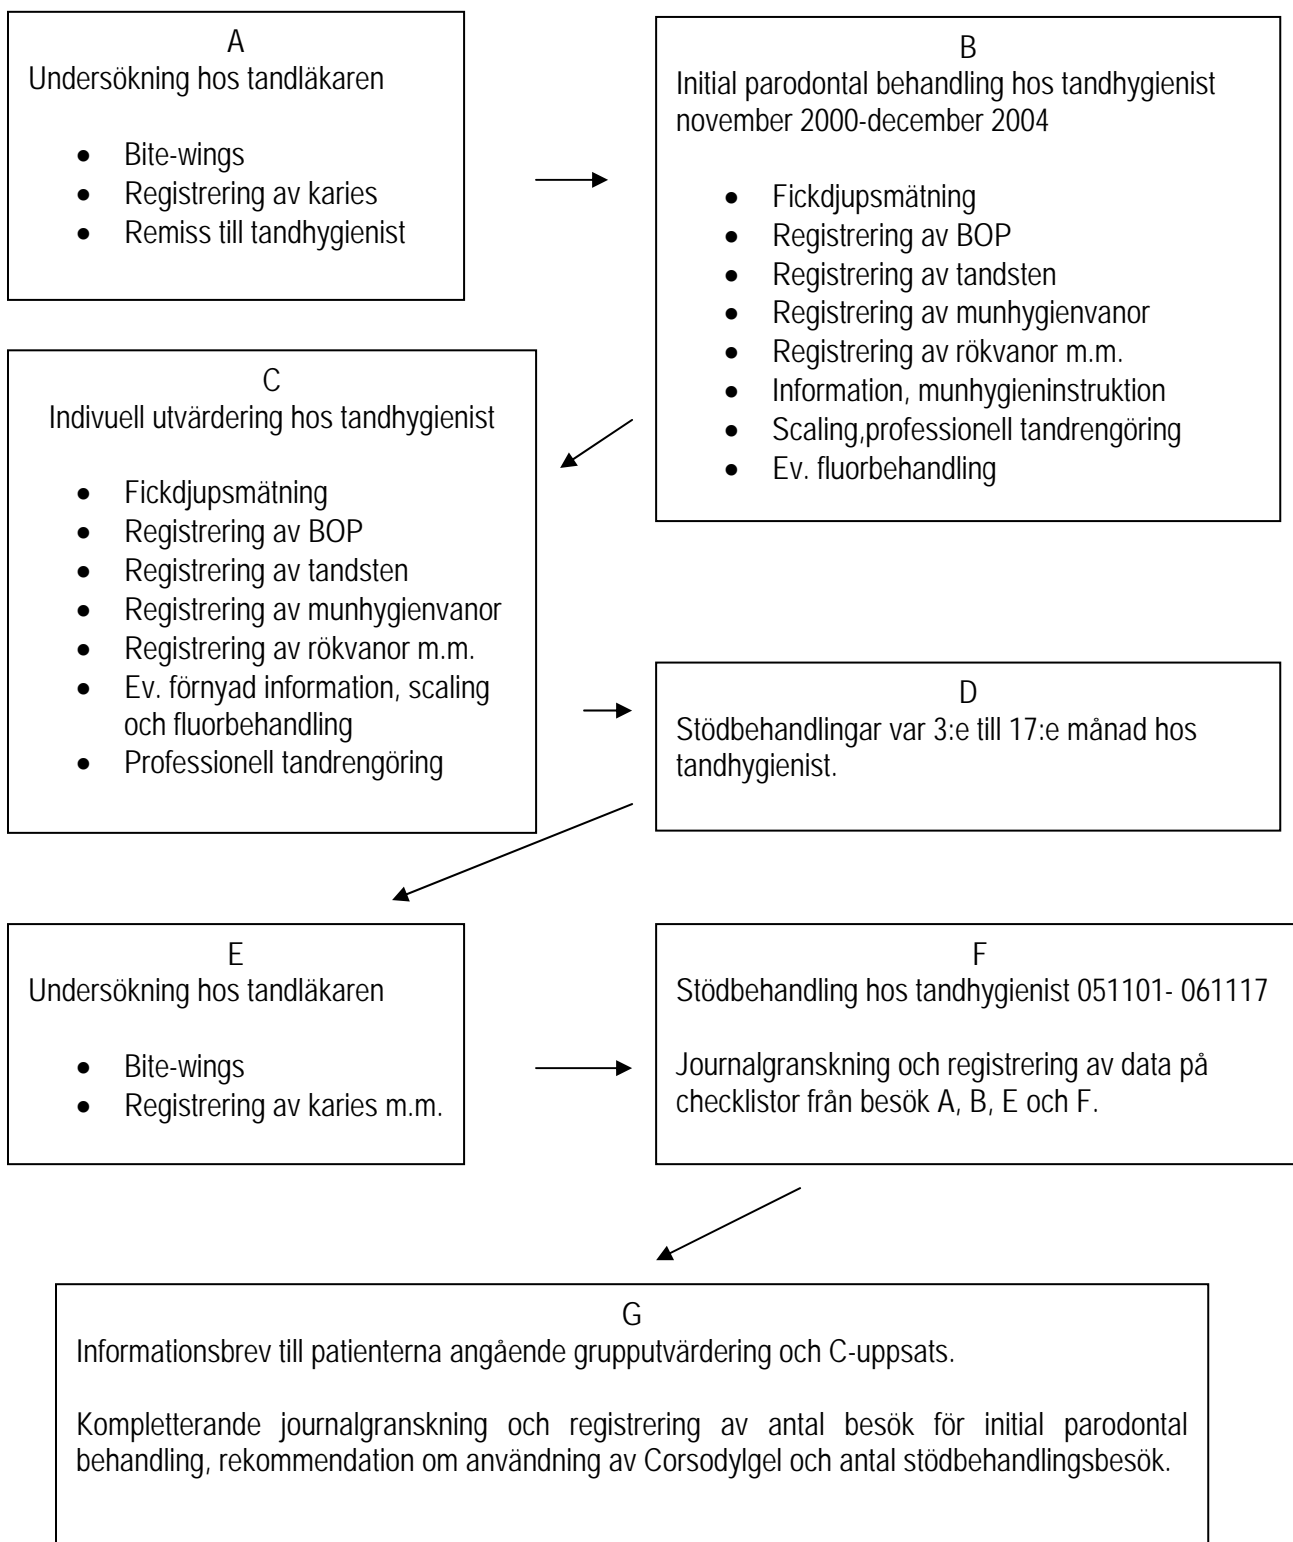 A
Undersökning hos tandläkaren
• Bite-wings
• Registrering av karies
• Remiss till tandhygienist
B
Initial parodontal behandling hos tandhygienist
november 2000-december 2004
• Fickdjupsmätning
• Registrering av BOP
• Registrering av tandsten
• Registrering av munhygienvanor
• Registrering av rökvanor m.m.
• Information, munhygieninstruktion
• Scaling,professionell tandrengöring
• Ev. fluorbehandling
C
Indivuell utvärdering hos tandhygienist
• Fickdjupsmätning
• Registrering av BOP
• Registrering av tandsten
• Registrering av munhygienvanor
• Registrering av rökvanor m.m.
• Ev. förnyad information, scaling
och fluorbehandling
• Professionell tandrengöring
D
Stödbehandlingar var 3:e till 17:e månad hos
tandhygienist.
E
Undersökning hos tandläkaren
• Bite-wings
• Registrering av karies m.m.
F
Stödbehandling hos tandhygienist 051101- 061117
Journalgranskning och registrering av data på
checklistor från besök A, B, E och F.
G
Informationsbrev till patienterna angående grupputvärdering och C-uppsats.
Kompletterande journalgranskning och registrering av antal besök för initial parodontal
behandling, rekommendation om användning av Corsodylgel och antal stödbehandlingsbesök.